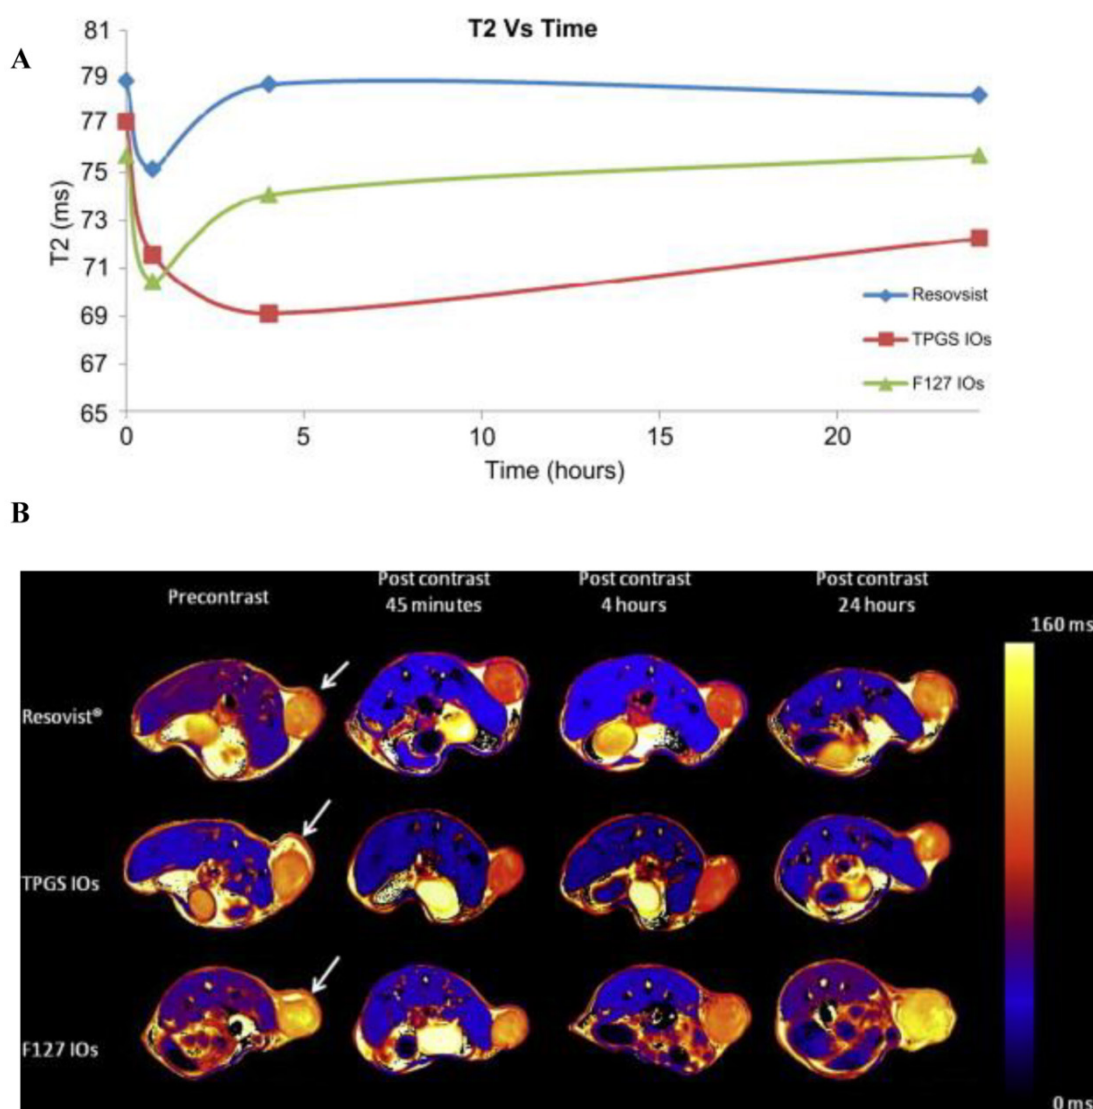 A
T2 Vs Time
81
79
77
75
73
71
69
67
65
T2 (ms)
0 5 10 15 20
Time (hours)
Resovsist
TPGS IOs
F127 IOs
B
Precontrast
Post contrast
45 minutes
Post contrast
4 hours
Post contrast
24 hours
160 ms
Resovist®
TPGS IOs
F127 IOs
0 ms